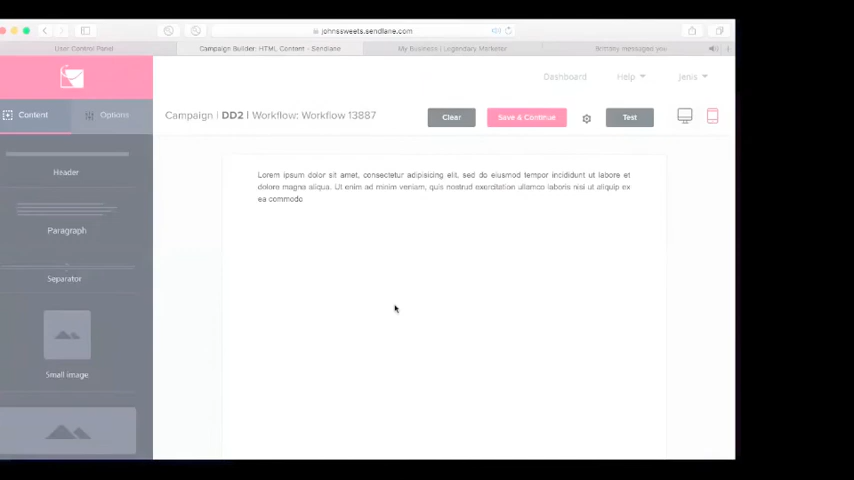 johnssweets.sendlane.com
User Control Panel
Campaign Builder: HTML Content - Sendlane
My Business | Legendary Marketer
Brittany messaged you
Dashboard
Help
Jenis
Content
Options
Campaign | DD2 | Workflow: Workflow 13887
Clear
Save & Continue
Test
Header
Paragraph
Separator
Small image
Lorem ipsum dolor sit amet, consectetur adipisicing elit, sed do eiusmod tempor incididunt ut labore et
dolore magna aliqua. Ut enim ad minim veniam, quis nostrud exercitation ullamco laboris nisi ut aliquip ex
ea commodo